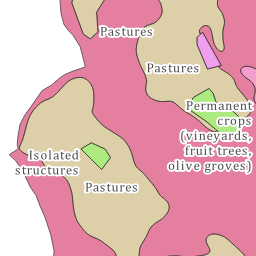 Pastures
Pastures
Permanent
crops
(vineyards,
fruit trees,
olive groves)
Isolated
structures
Pastures